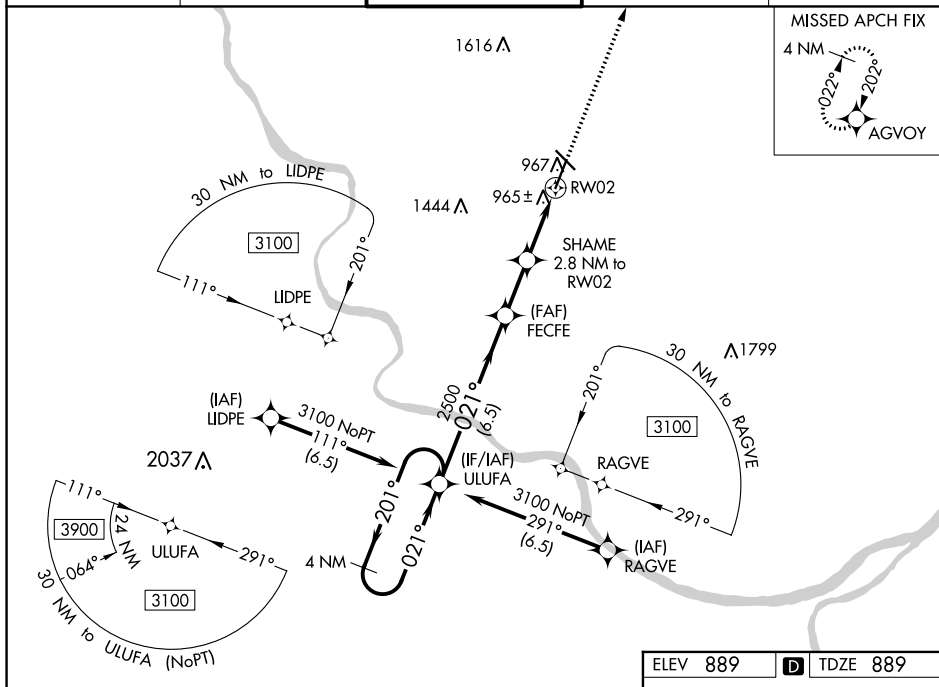 MISSED APCH FIX
4 NM
022°
202°
AGVOY
1616
30 NM to LIDPE
3100
201°
111°
LIDPE
967
RW02
965±
1444
SHAME
2.8 NM to
RW02
(FAF)
FECFE
1799
30 NM to RAGVE
201°
3100
RAGVE
291°
2500
021°
(6.5)
(IAF)
LIDPE
3100 NoPT
111°
(6.5)
(IF/IAF)
ULUFA
3100 NoPT
291°
(6.5)
(IAF)
RAGVE
2037
201°
021°
4 NM
111°
3900
24 NM
064°
ULUFA
291°
3100
30 NM to ULUFA (NoPT)
ELEV 889
D
TDZE 889